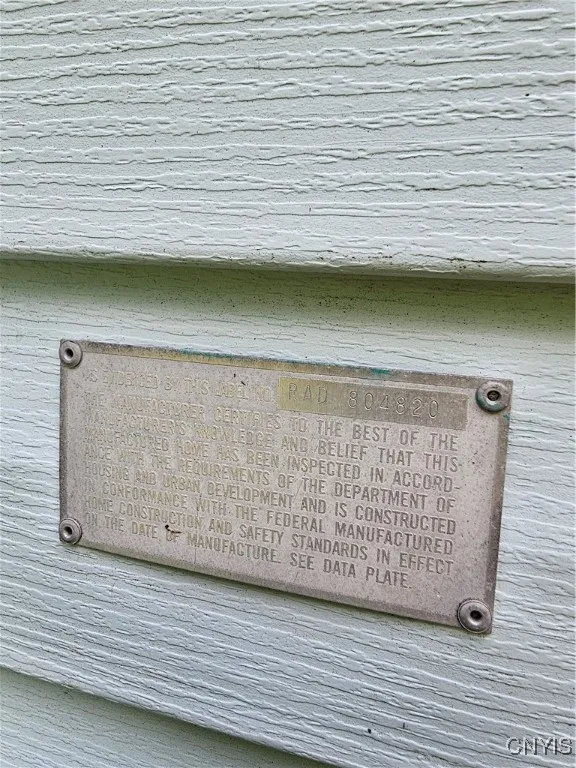 AS EVIDENCED BY THIS LABEL NO. RAD 804820
THE MANUFACTURER CERTIFIES TO THE BEST OF THE
MANUFACTURER'S KNOWLEDGE AND BELIEF THAT THIS
MANUFACTURED HOME HAS BEEN INSPECTED IN ACCORD-
ANCE WITH THE REQUIREMENTS OF THE DEPARTMENT OF
HOUSING AND URBAN DEVELOPMENT AND IS CONSTRUCTED
IN CONFORMANCE WITH THE FEDERAL MANUFACTURED
HOME CONSTRUCTION AND SAFETY STANDARDS IN EFFECT
ON THE DATE OF MANUFACTURE. SEE DATA PLATE.
CNYIS